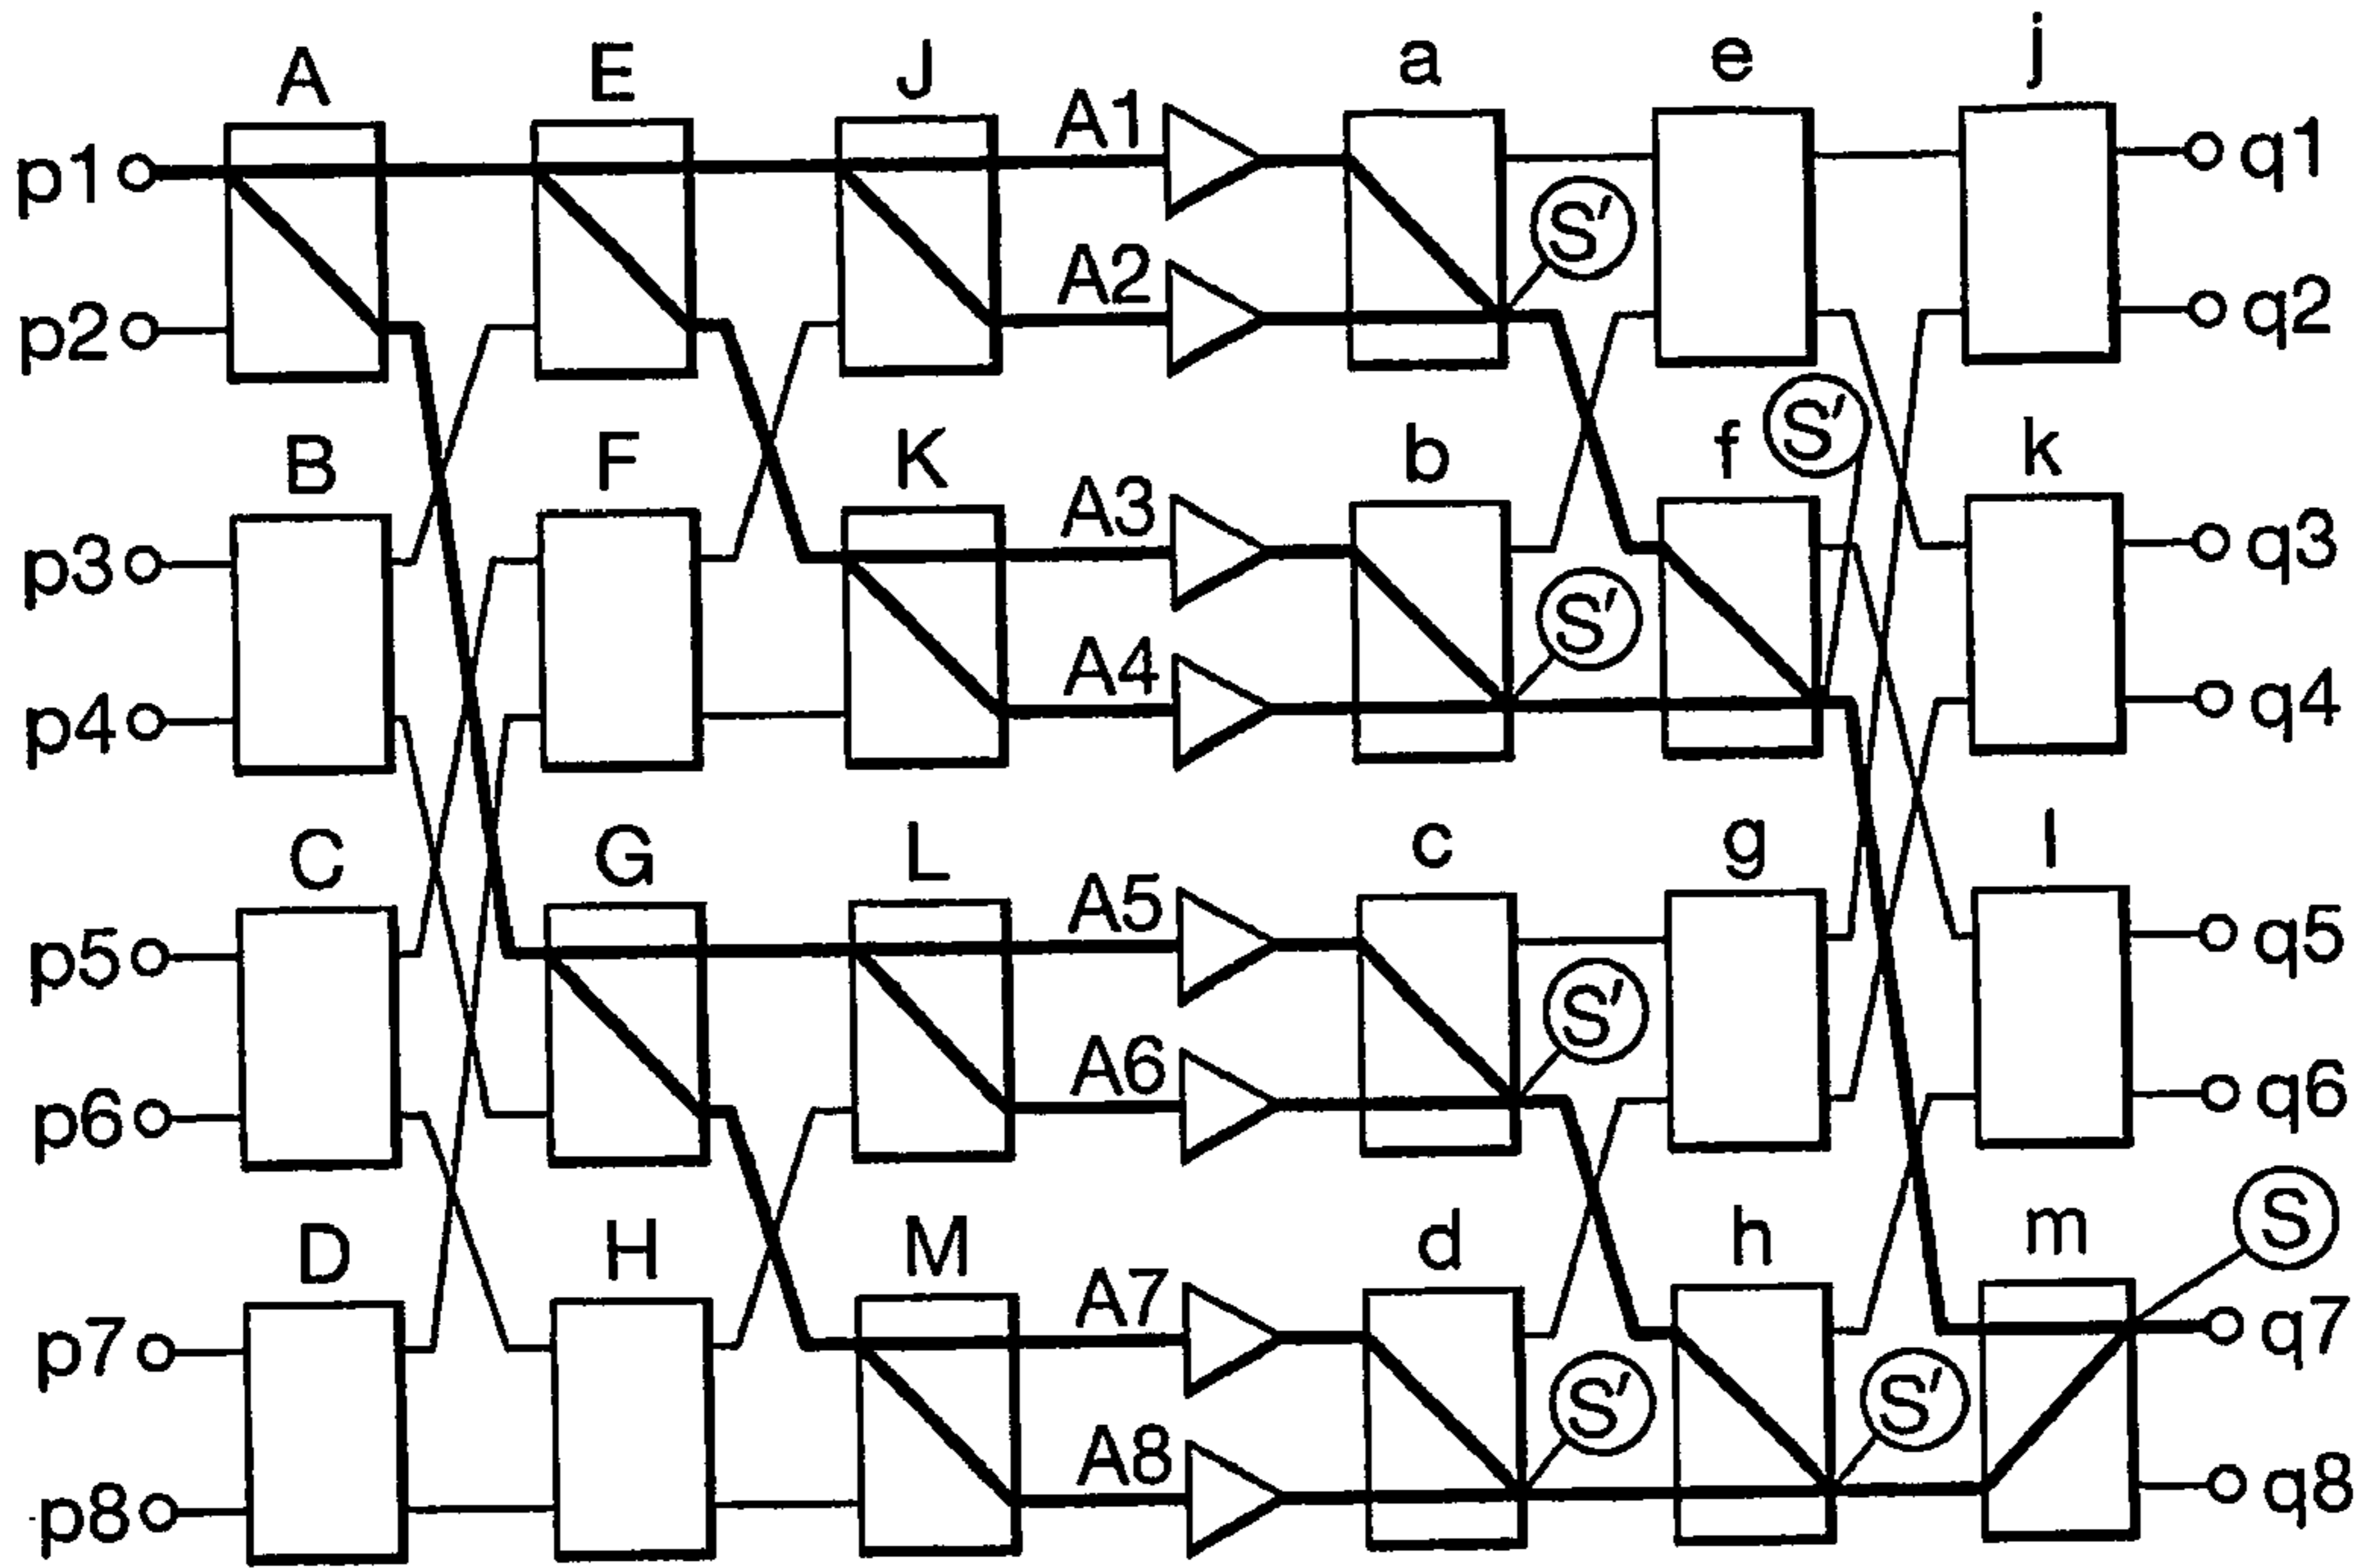 A E J A1 a e j
p1 q1
S′
p2 A2 q2
B F K A3 b f S′ k
p3 q3
S′
p4 A4 q4
C G L A5 c g l
p5 q5
S′
p6 A6 q6
D H M A7 d h m S
p7 q7
S′ S′
p8 A8 q8